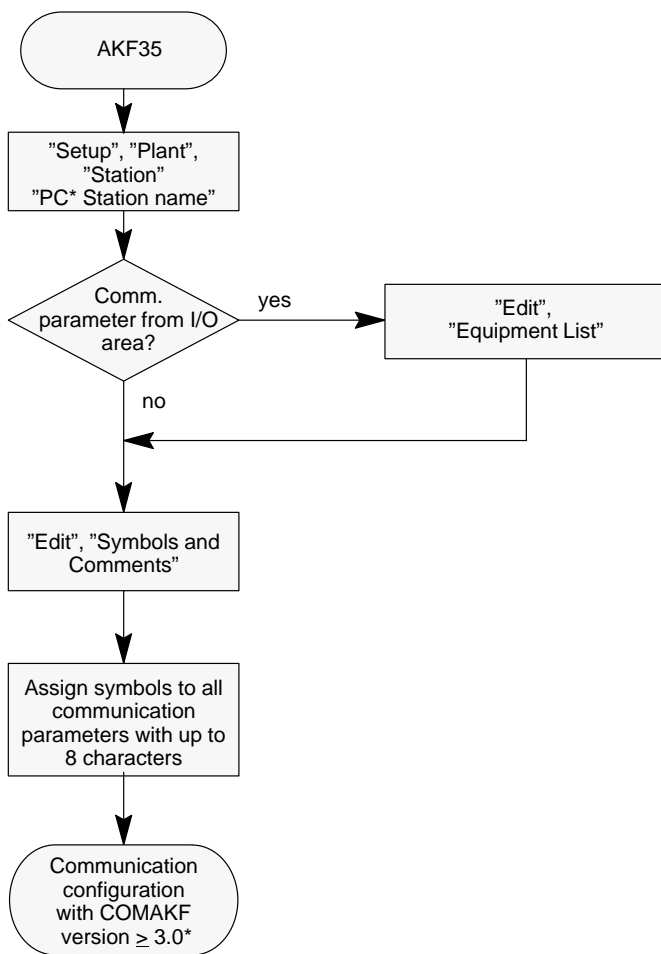 AKF35
”Setup”, ”Plant”,
”Station”
”PC* Station name”
Comm.
parameter from I/O
area?
yes
”Edit”,
”Equipment List”
no
”Edit”, ”Symbols and
Comments”
Assign symbols to all
communication
parameters with up to
8 characters
Communication
configuration
with COMAKF
version ≥ 3.0*